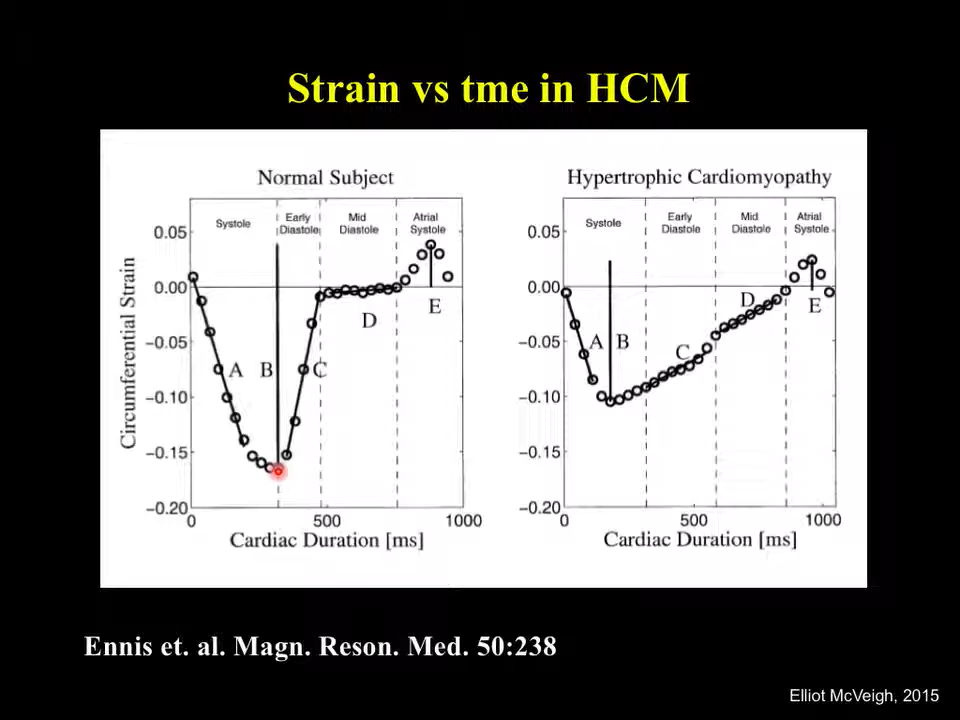 Strain vs tme in HCM
Normal Subject
Systole
Early
Diastole
Mid
Diastole
Atrial
Systole
0.05
0.00
−0.05
−0.10
−0.15
−0.20
Circumferential Strain
A
B
C
D
E
0
500
1000
Cardiac Duration [ms]
Hypertrophic Cardiomyopathy
Systole
Early
Diastole
Mid
Diastole
Atrial
Systole
0.05
0.00
−0.05
−0.10
−0.15
−0.20
A
B
C
D
E
0
500
1000
Cardiac Duration [ms]
Ennis et. al. Magn. Reson. Med. 50:238
Elliot McVeigh, 2015